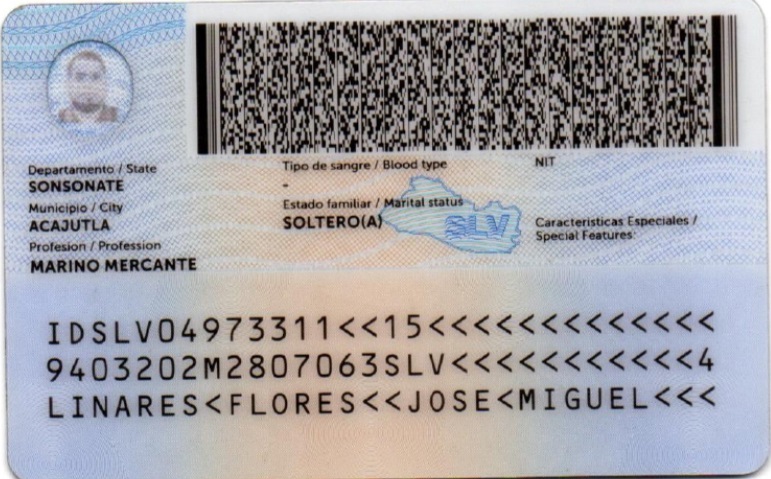 Departamento / State
SONSONATE
Municipio / City
ACAJUTLA
Profesion / Profession
MARINO MERCANTE
Tipo de sangre / Blood type
-
Estado familiar / Marital status
SOLTERO(A)
SLV
NIT
Caracteristicas Especiales /
Special Features:
IDSLV04973311<<15<<<<<<<<<<<<<
9403202M2807063SLV<<<<<<<<<<<4
LINARES<FLORES<<JOSE<MIGUEL<<<